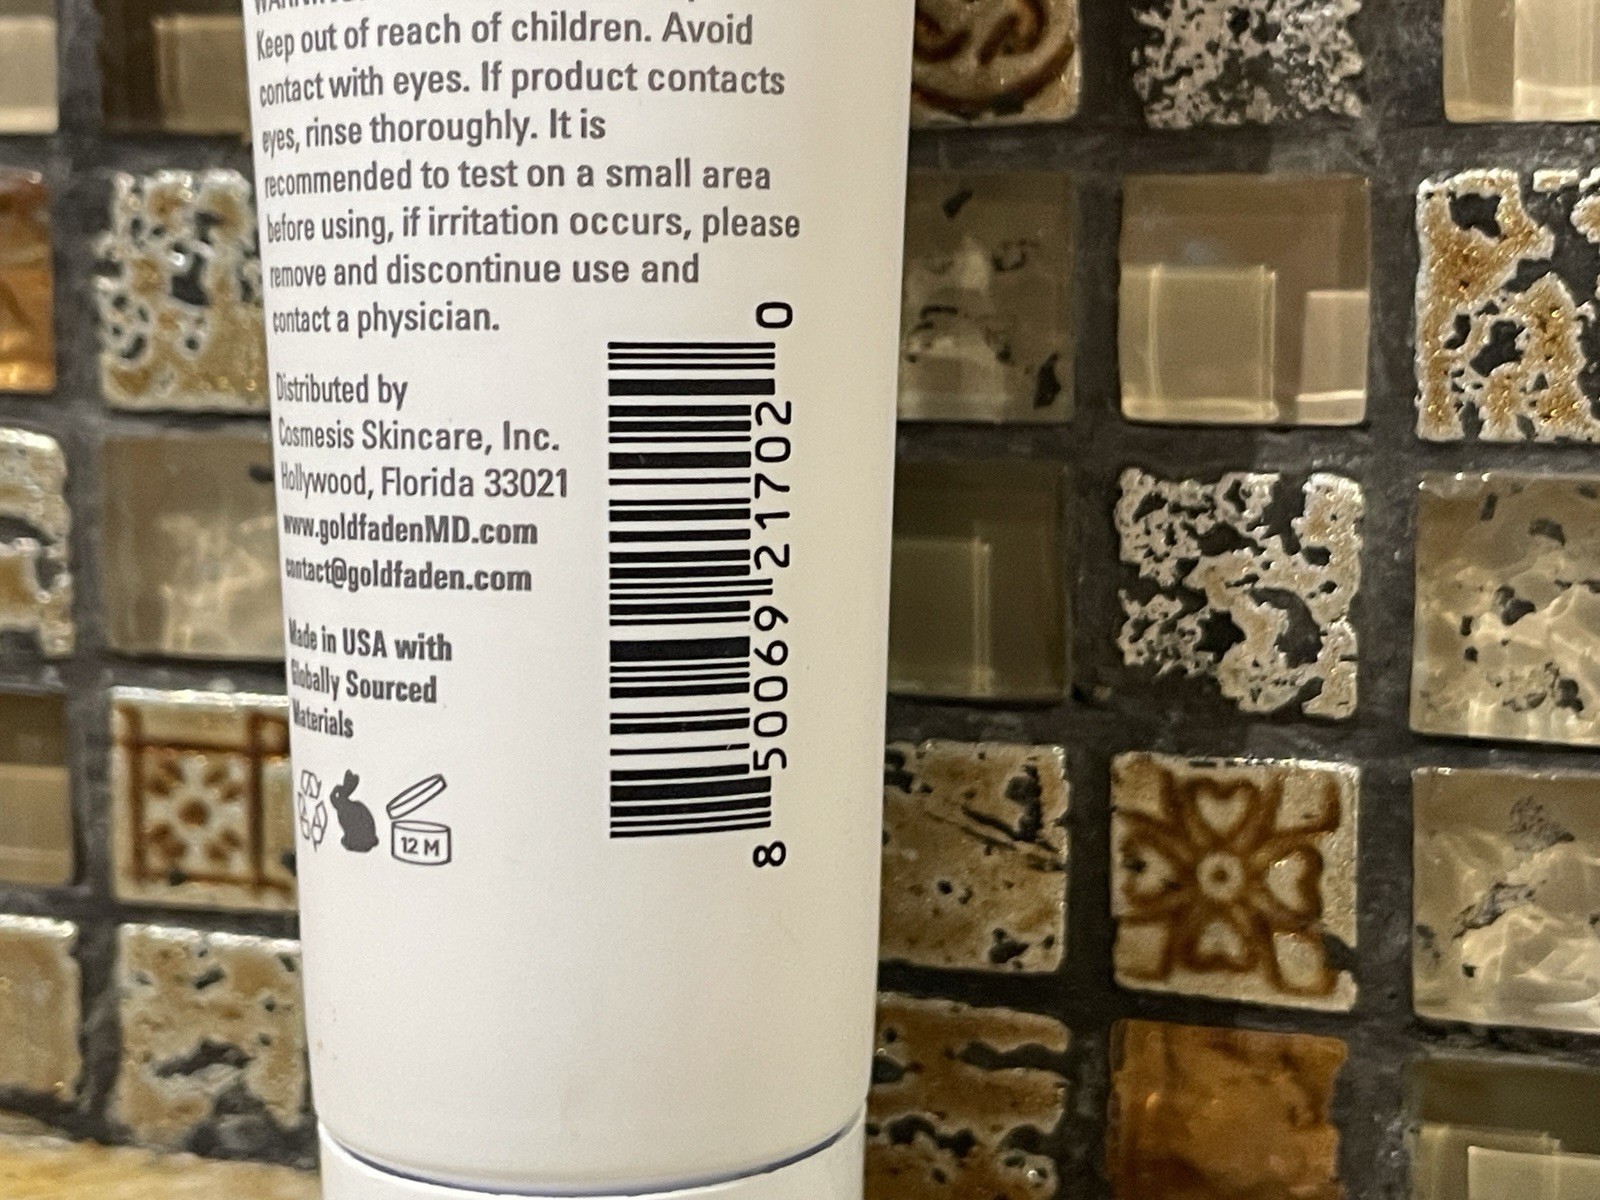 Keep out of reach of children. Avoid
contact with eyes. If product contacts
eyes, rinse thoroughly. It is
recommended to test on a small area
before using, if irritation occurs, please
remove and discontinue use and
contact a physician.
Distributed by
Cosmesis Skincare, Inc.
Hollywood, Florida 33021
www.goldfadenMD.com
contact@goldfaden.com
Made in USA with
Globally Sourced
Materials
12 M
8 50069 21702 0